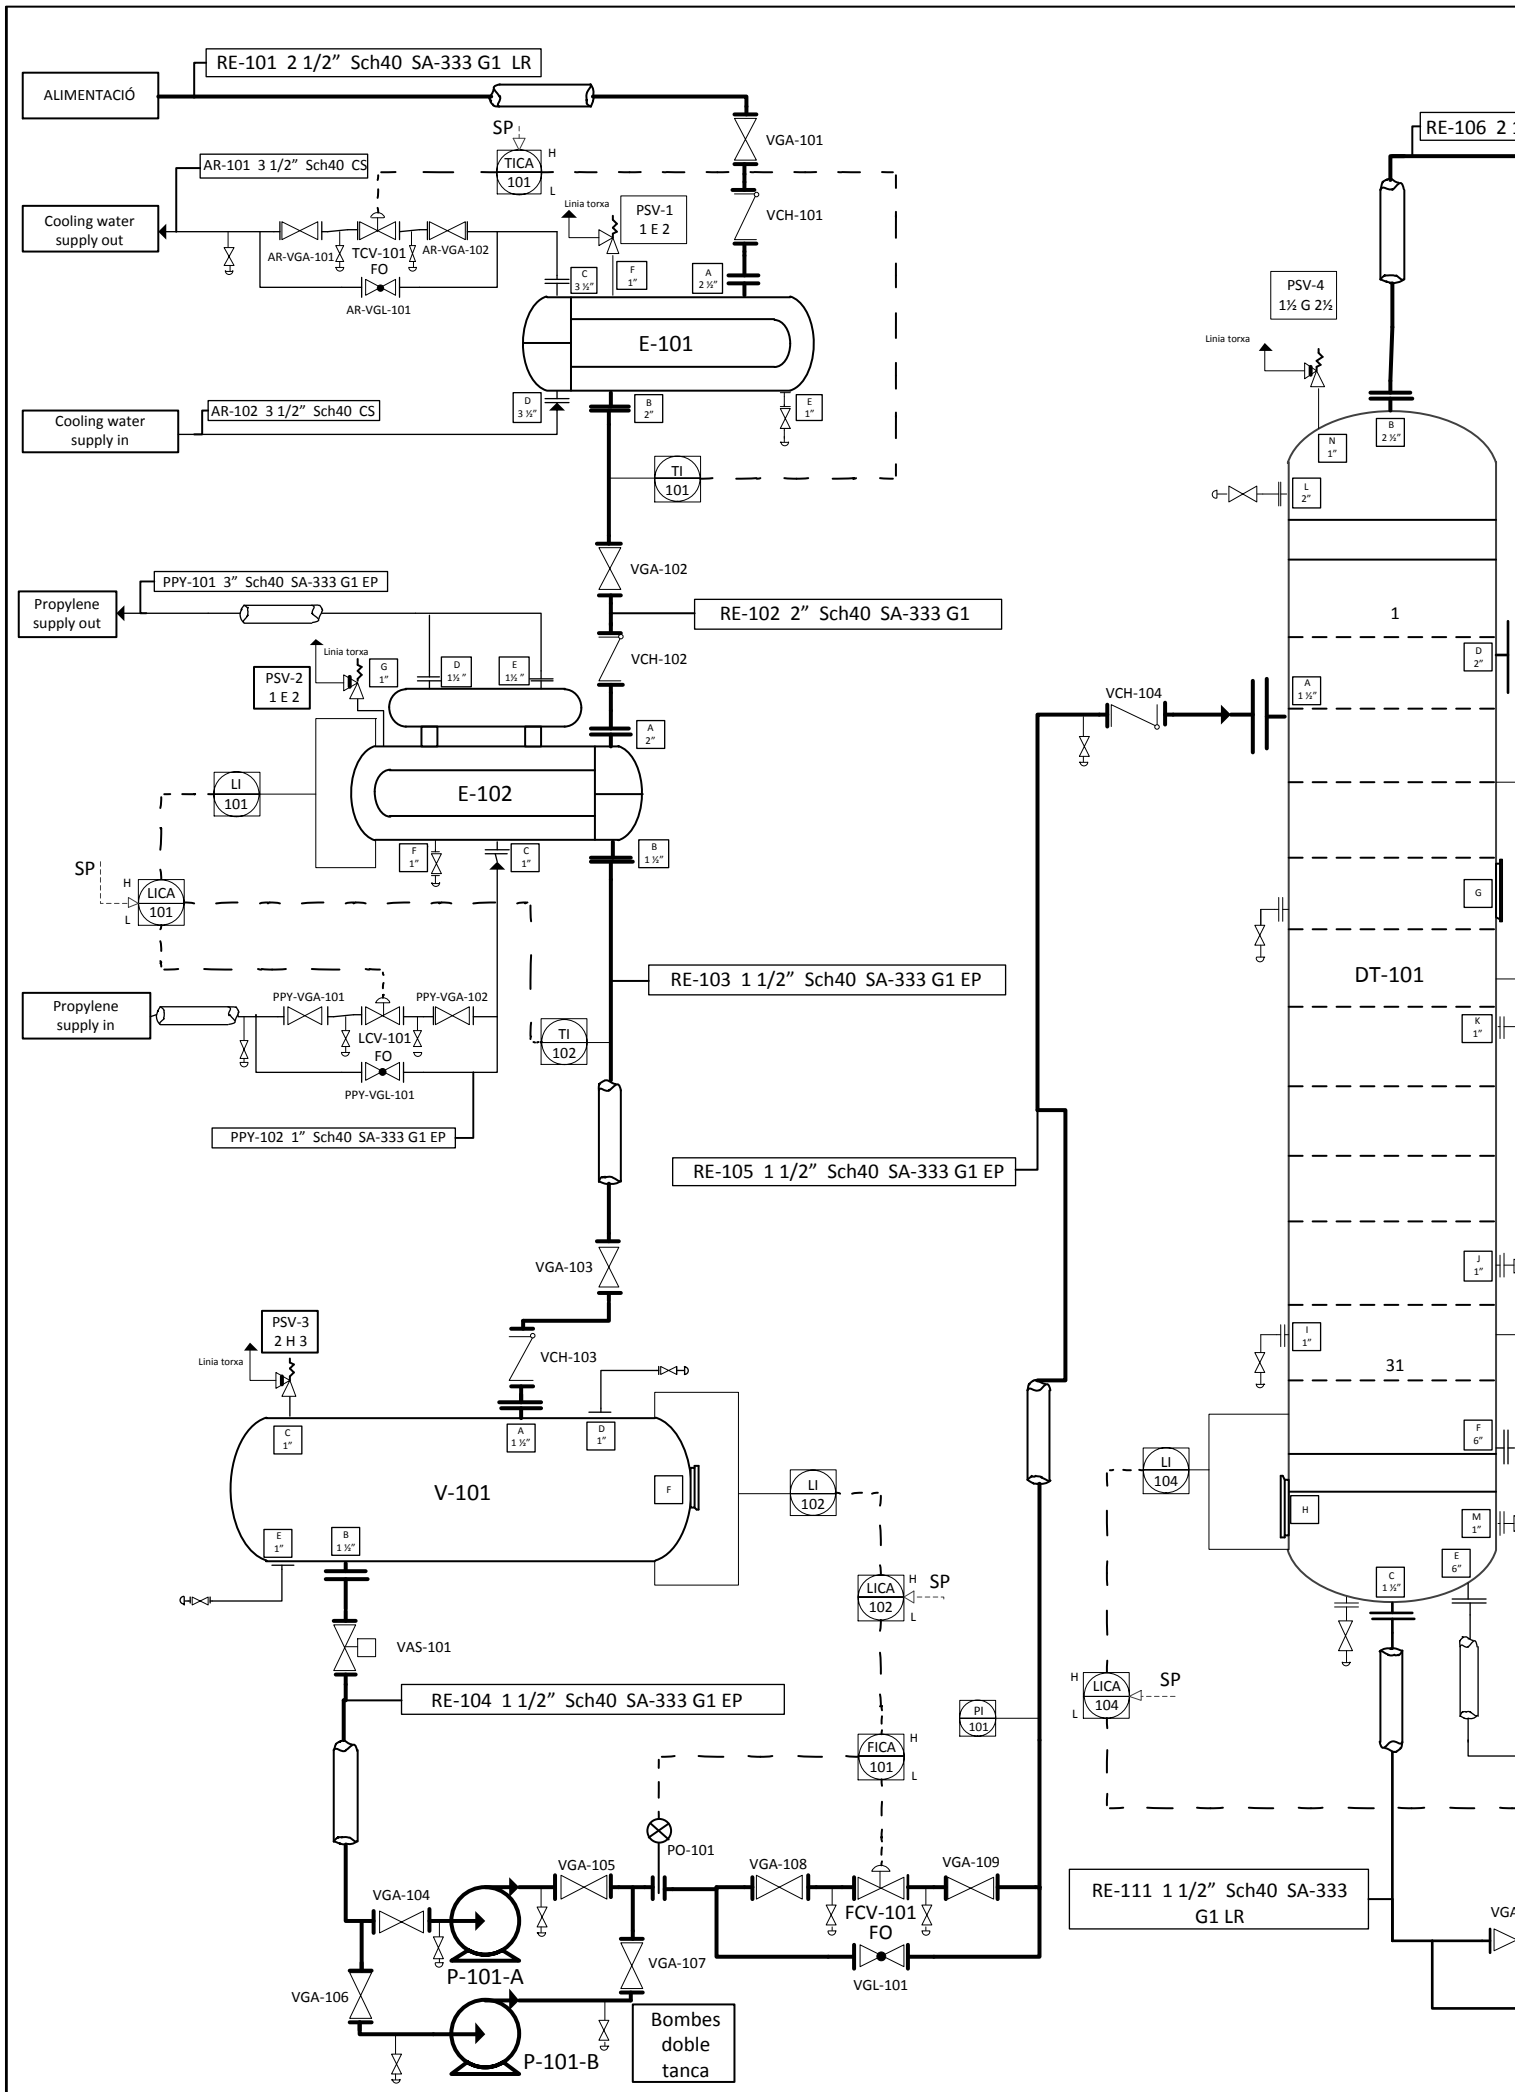 RE-101 2 1/2” Sch40 SA-333 G1 LR
ALIMENTACIÓ
RE-106 2
SP
VGA-101
TICA
101
H
L
AR-101 3 1/2” Sch40 CS
Linia torxa
PSV-1
1 E 2
VCH-101
Cooling water
supply out
AR-VGA-101
TCV-101
FO
AR-VGA-102
AR-VGL-101
C
3 ½”
F
1”
A
2 ½”
PSV-4
1½ G 2½
Linia torxa
E-101
AR-102 3 1/2” Sch40 CS
Cooling water
supply in
D
3 ½”
B
2”
E
1”
B
2 ½”
N
1”
TI
101
L
2”
VGA-102
PPY-101 3” Sch40 SA-333 G1 EP
Propylene
supply out
RE-102 2” Sch40 SA-333 G1
1
Linia torxa
PSV-2
1 E 2
G
1”
D
1½ “
E
1½ “
VCH-102
D
2”
A
1 ½”
VCH-104
A
2”
LI
101
E-102
F
1”
C
1”
B
1 ½”
SP
H
L
LICA
101
G
RE-103 1 1/2” Sch40 SA-333 G1 EP
DT-101
Propylene
supply in
PPY-VGA-101
PPY-VGA-102
LCV-101
FO
PPY-VGL-101
TI
102
K
1”
PPY-102 1” Sch40 SA-333 G1 EP
RE-105 1 1/2” Sch40 SA-333 G1 EP
VGA-103
J
1”
PSV-3
2 H 3
Linia torxa
VCH-103
I
1”
31
C
1”
A
1 ½”
D
1”
F
6”
V-101
F
LI
102
LI
104
H
M
1”
E
1”
B
1 ½”
E
6”
C
1 ½”
LICA
102
H
L
SP
VAS-101
RE-104 1 1/2” Sch40 SA-333 G1 EP
H
L
LICA
104
SP
PI
101
FICA
101
H
L
PO-101
VGA-105
VGA-108
VGA-109
VGA-104
FCV-101
FO
RE-111 1 1/2” Sch40 SA-333
G1 LR
VGA
P-101-A
VGA-107
VGL-101
VGA-106
P-101-B
Bombes
doble
tanca